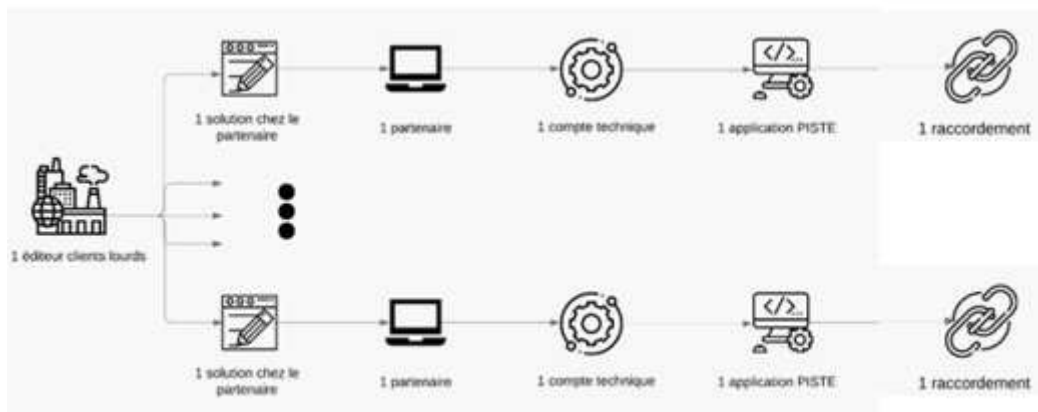 1 solution chez le
partenaire
1 partenaire
1 compte technique
1 application PISTE
1 raccordement
1 éditeur clients lourds
1 solution chez le
partenaire
1 partenaire
1 compte technique
1 application PISTE
1 raccordement